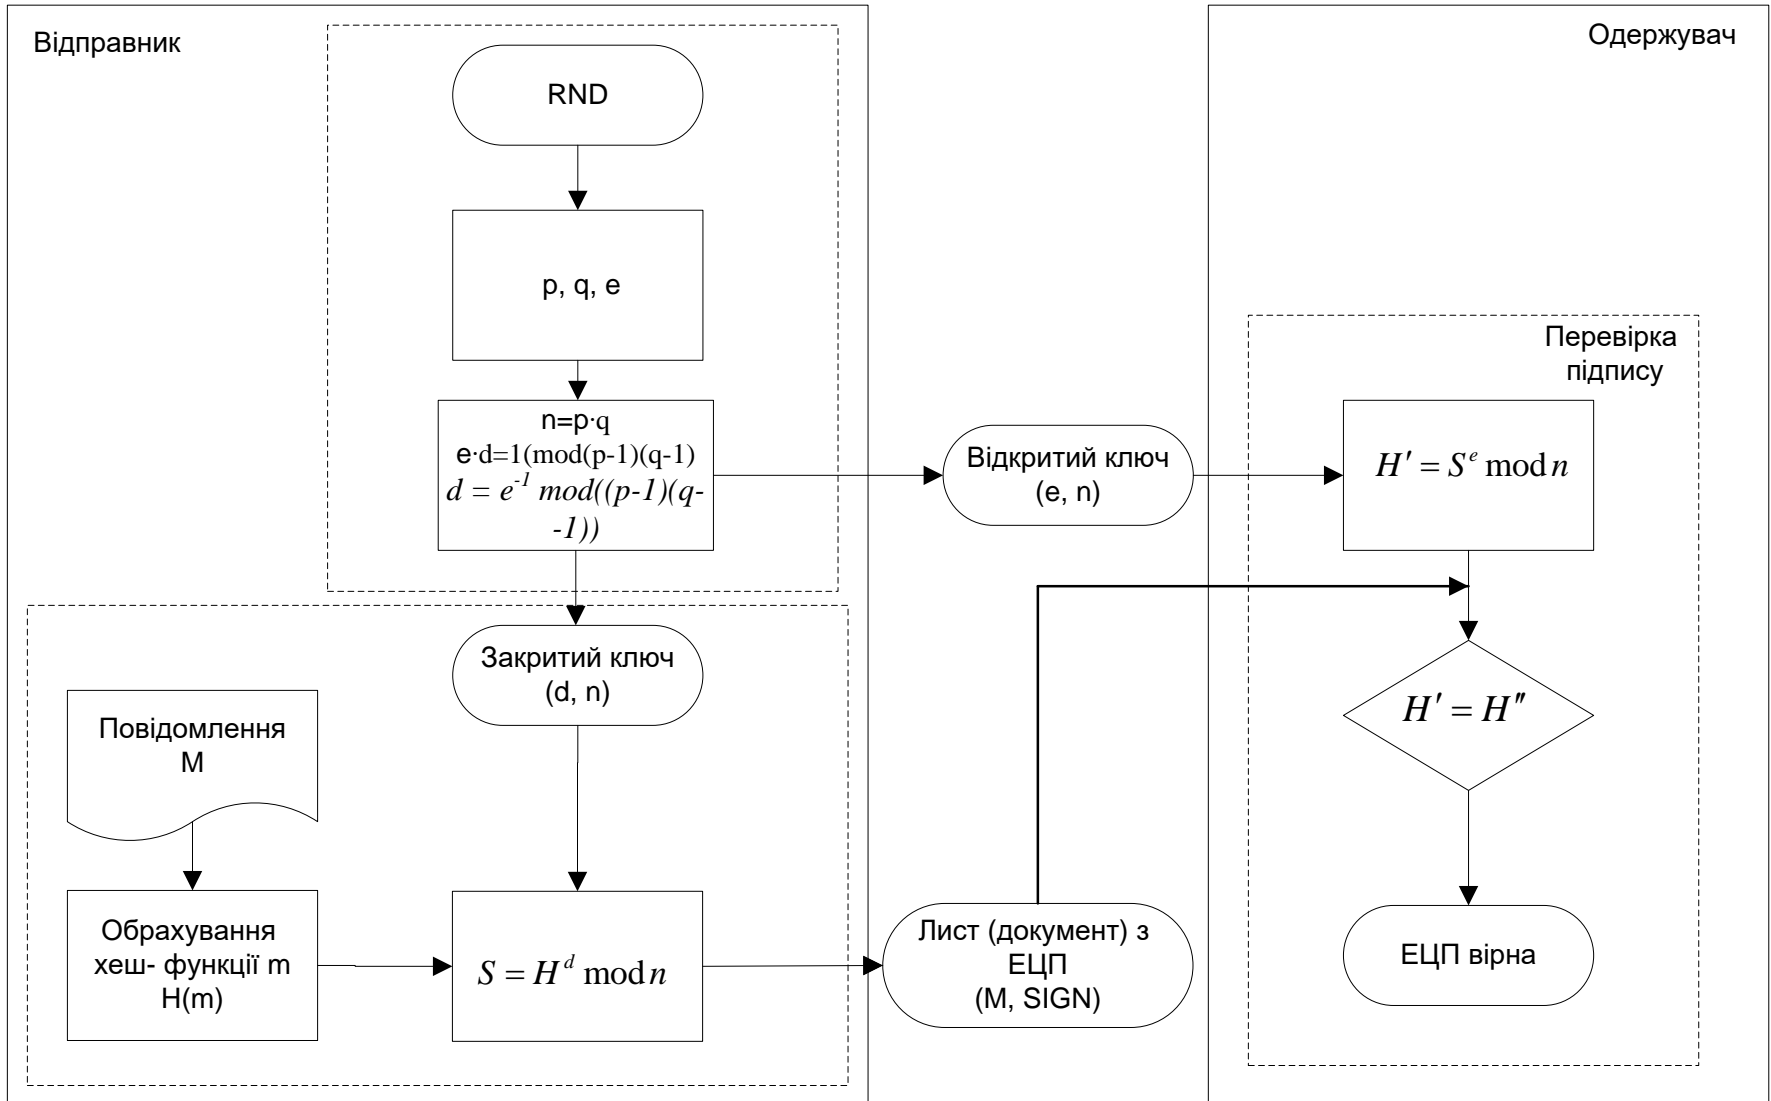 Відправник
RND
p, q, e
n=p·q
e·d=1(mod(p-1)(q-1)
d = e⁻¹ mod((p-1)(q-
-1))
Закритий ключ
(d, n)
Повідомлення
М
Обрахування
хеш- функції m
H(m)
S = Hᵈ mod n
Відкритий ключ
(e, n)
Лист (документ) з
ЕЦП
(M, SIGN)
Одержувач
Перевірка
підпису
H′ = Sᵉ mod n
H′ = H″
ЕЦП вірна